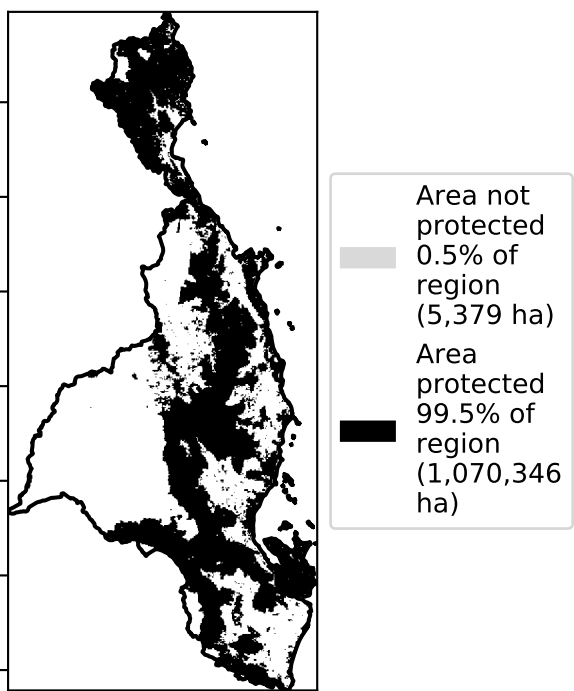 Area not
protected
0.5% of
region
(5,379 ha)
Area
protected
99.5% of
region
(1,070,346
ha)